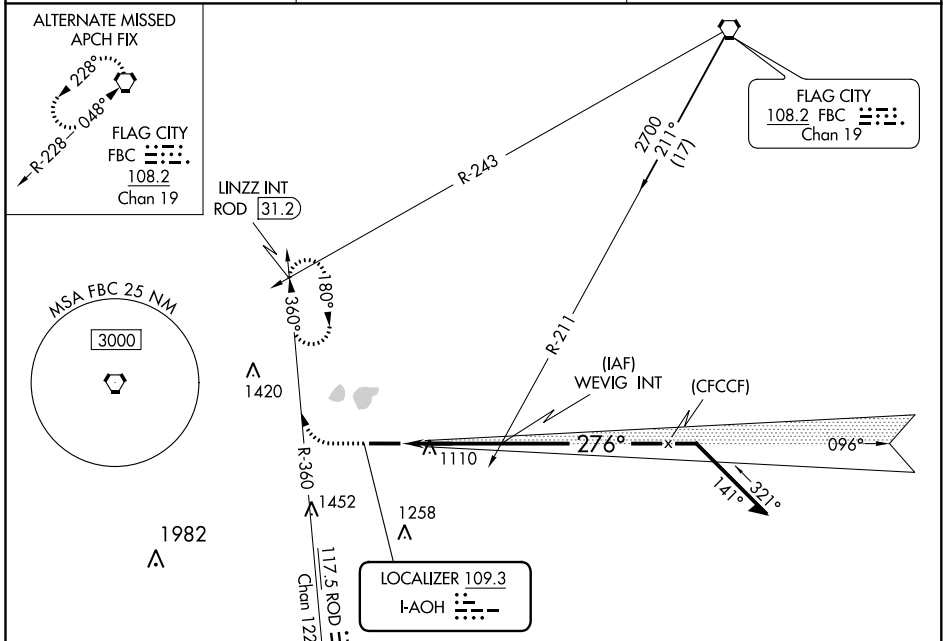 ALTERNATE MISSED
APCH FIX
228°
R-228
048°
FLAG CITY
FBC
108.2
Chan 19
FLAG CITY
108.2 FBC
Chan 19
2700
211°
(17)
R-243
LINZZ INT
ROD 31.2
180°
360°
MSA FBC 25 NM
3000
1420
R-211
(IAF)
WEVIG INT
(CFCCF)
276°
x
096°
1110
141°
321°
R-360
1452
1258
1982
117.5 ROD
Chan 122
LOCALIZER 109.3
I-AOH